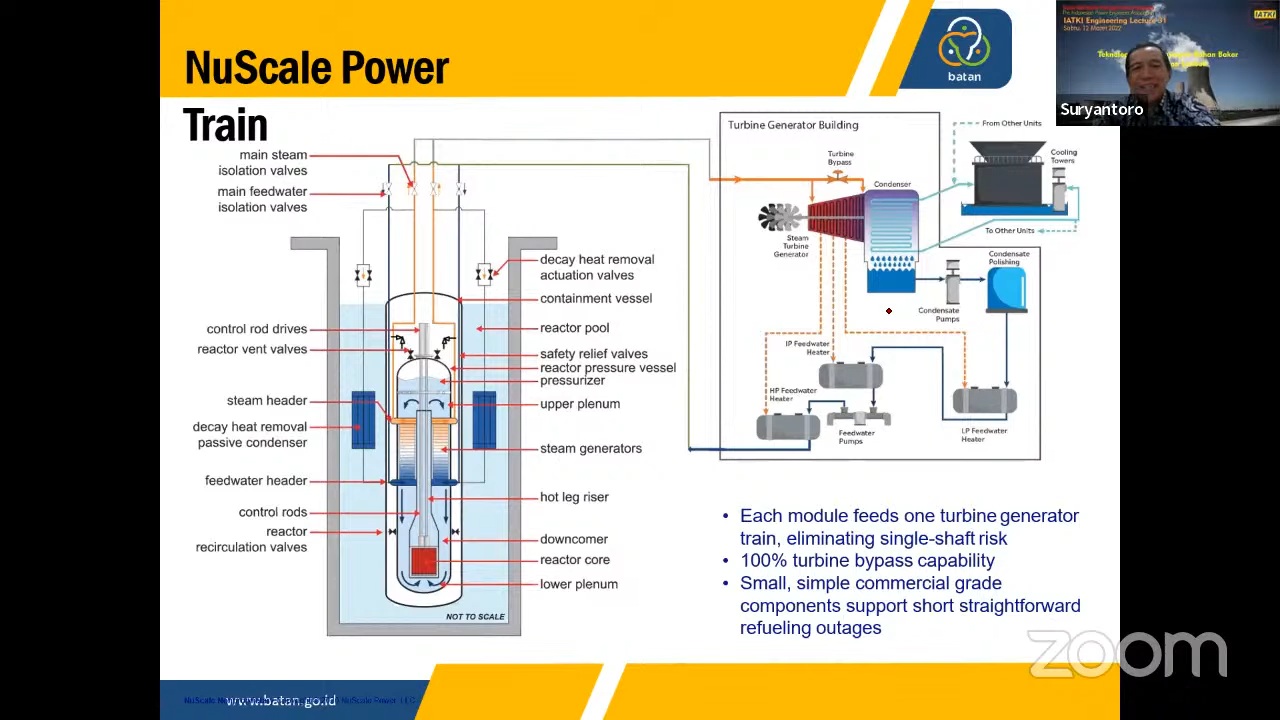 NuScale Power
Train
batan
IATKI Engineering Lecture
IATKI
Suryantoro
main steam
isolation valves
main feedwater
isolation valves
control rod drives
reactor vent valves
steam header
decay heat removal
passive condenser
feedwater header
control rods
reactor
recirculation valves
decay heat removal
actuation valves
containment vessel
reactor pool
safety relief valves
reactor pressure vessel
pressurizer
upper plenum
steam generators
hot leg riser
downcomer
reactor core
lower plenum
NOT TO SCALE
Turbine Generator Building
Turbine
Bypass
Condenser
From Other Units
Cooling
Towers
To Other Units
Steam
Turbine
Generator
Condensate
Polishing
Condensate
Pumps
IP Feedwater
Heater
HP Feedwater
Heater
Feedwater
Pumps
LP Feedwater
Heater
• Each module feeds one turbine generator
train, eliminating single-shaft risk
• 100% turbine bypass capability
• Small, simple commercial grade
components support short straightforward
refueling outages
zoom
www.batan.go.id